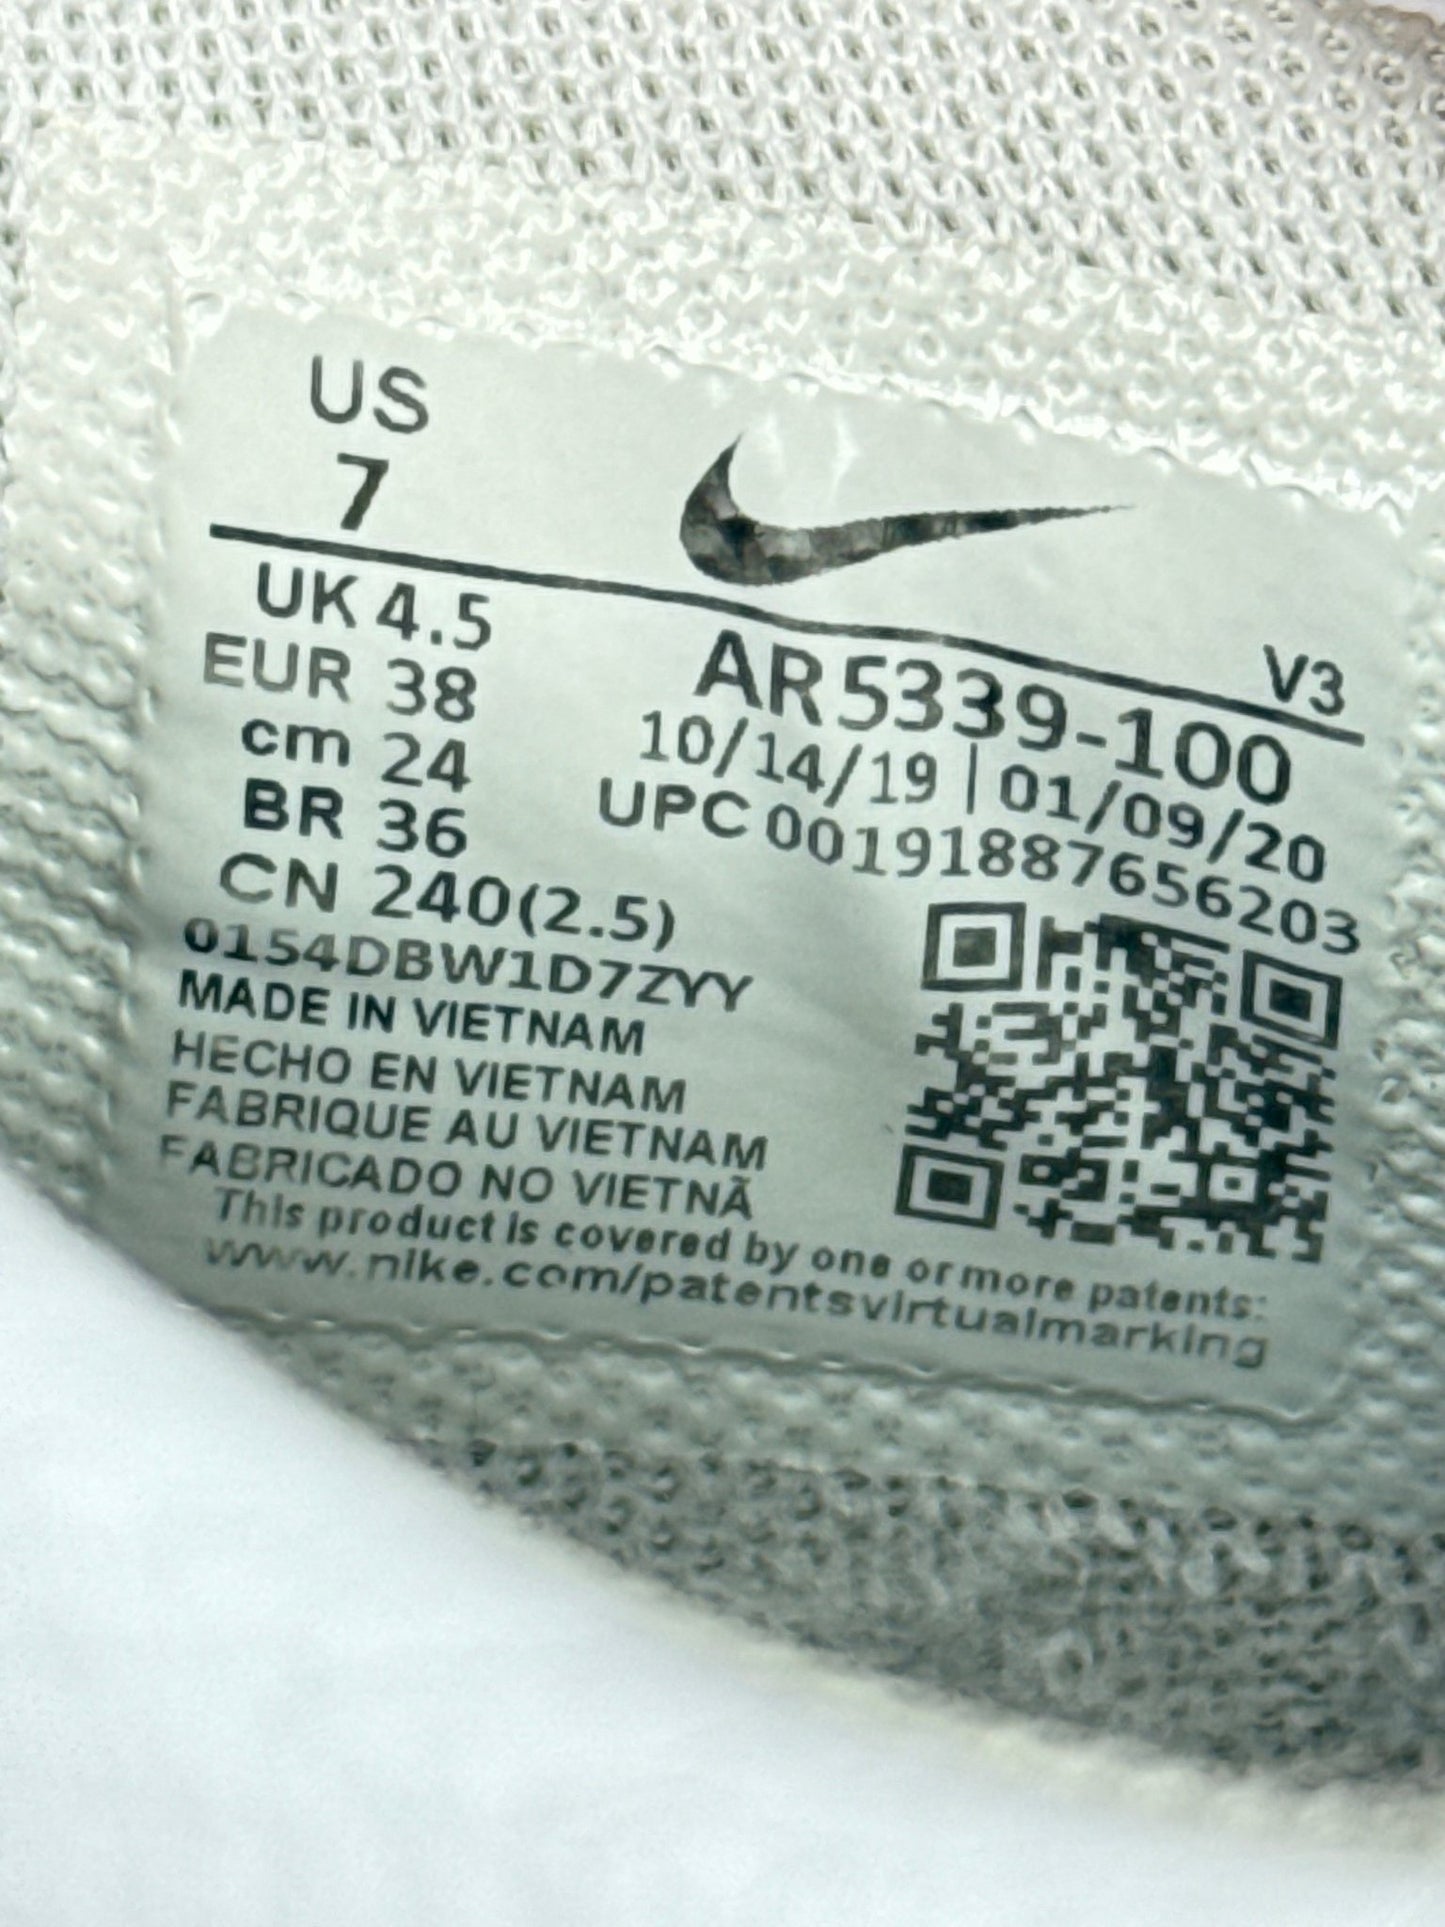 US
7
UK 4.5
EUR 38
cm 24
BR 36
CN 240(2.5)
V3
AR5339-100
10/14/19 | 01/09/20
UPC 00191887656203
0154DBW1D7ZYY
MADE IN VIETNAM
HECHO EN VIETNAM
FABRIQUE AU VIETNAM
FABRICADO NO VIETNÃ
This product is covered by one or more patents:
www.nike.com/patentsvirtualmarking